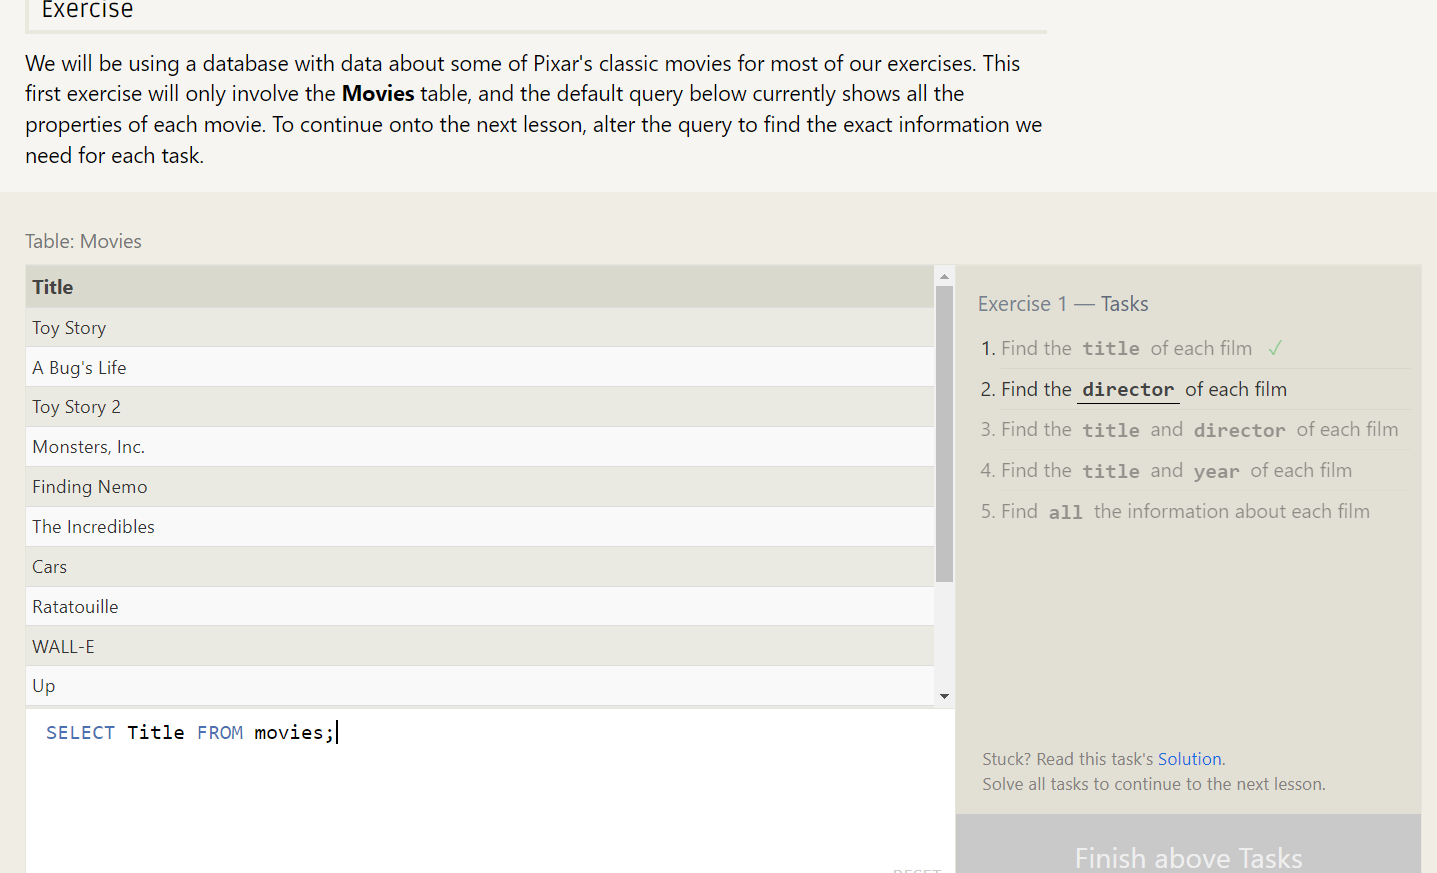 Exercise
We will be using a database with data about some of Pixar's classic movies for most of our exercises. This
first exercise will only involve the Movies table, and the default query below currently shows all the
properties of each movie. To continue onto the next lesson, alter the query to find the exact information we
need for each task.
Table: Movies
Title
Toy Story
A Bug's Life
Toy Story 2
Monsters, Inc.
Finding Nemo
The Incredibles
Cars
Ratatouille
WALL-E
Up
SELECT Title FROM movies;
RESET
Exercise 1 — Tasks
1. Find the title of each film ✓
2. Find the director of each film
3. Find the title and director of each film
4. Find the title and year of each film
5. Find all the information about each film
Stuck? Read this task's Solution.
Solve all tasks to continue to the next lesson.
Finish above Tasks